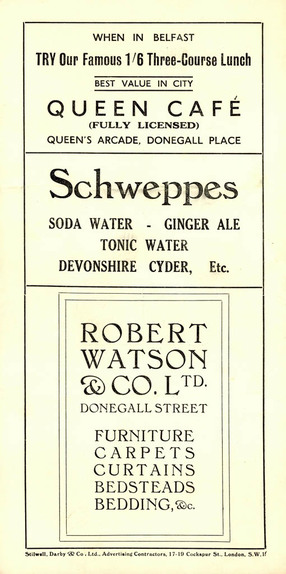 WHEN IN BELFAST
TRY Our Famous 1/6 Three-Course Lunch
BEST VALUE IN CITY
QUEEN CAFÉ
(FULLY LICENSED)
QUEEN'S ARCADE, DONEGALL PLACE
Schweppes
SODA WATER - GINGER ALE
TONIC WATER
DEVONSHIRE CYDER, Etc.
ROBERT
WATSON
& CO. LTD.
DONEGALL STREET
FURNITURE
CARPETS
CURTAINS
BEDSTEADS
BEDDING, &c.
Stilwell, Darby & Co. Ltd., Advertising Contractors, 17-19 Cockspur St., London, S.W.1